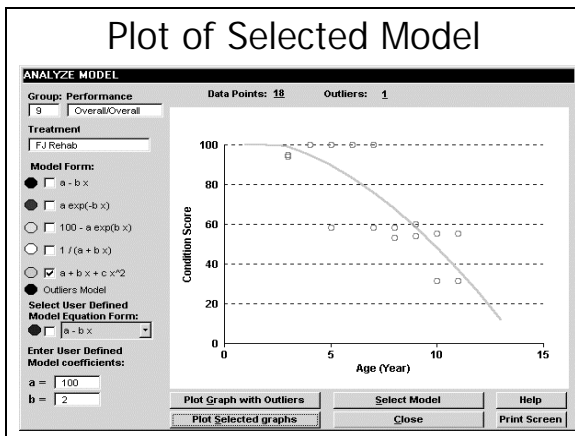 Plot of Selected Model
ANALYZE MODEL
Group: Performance
9 Overall/Overall
Treatment
FJ Rehab
Model Form:
a - b x
a exp(-b x)
100 - a exp(b x)
1 / (a + b x)
a + b x + c x^2
Outliers Model
Select User Defined
Model Equation Form:
a - b x
Enter User Defined
Model coefficients:
a = 100
b = 2
Data Points: 18 Outliers: 1
Condition Score
100
80
60
40
20
0
0 5 10 15
Age (Year)
Plot Graph with Outliers Select Model Help
Plot Selected graphs Close Print Screen